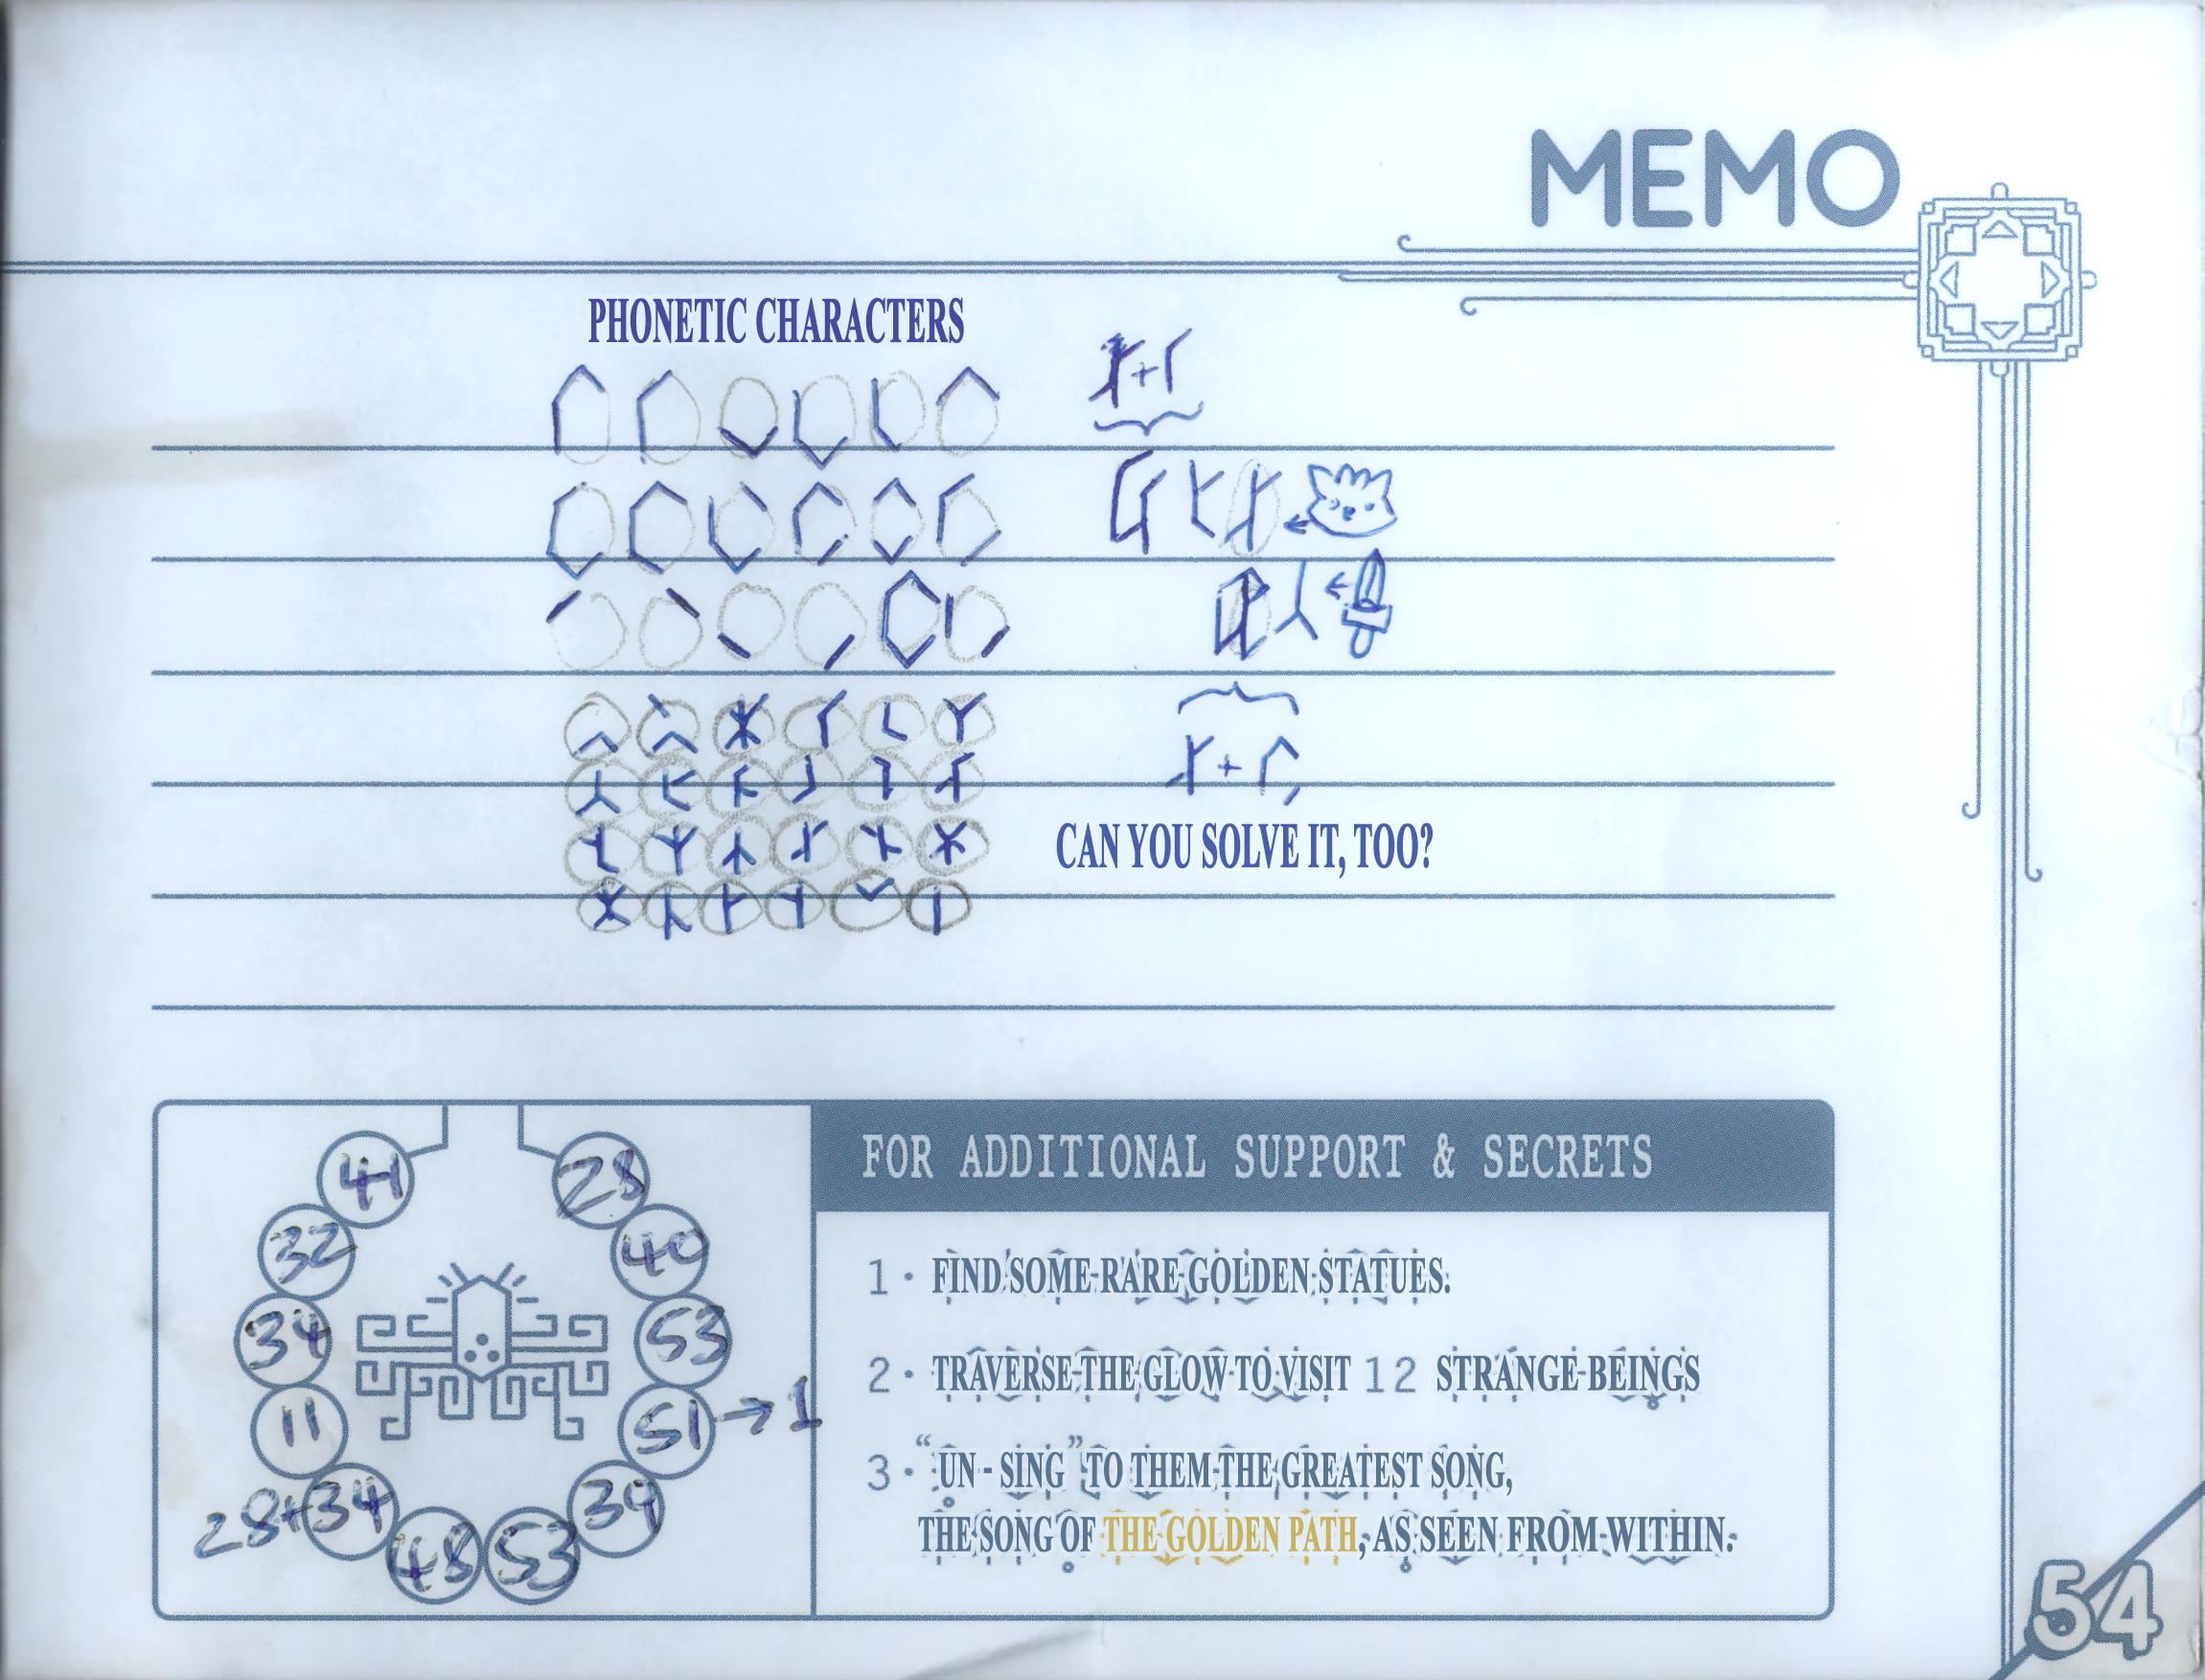 MEMO
PHONETIC CHARACTERS
CAN YOU SOLVE IT, TOO?
41
28
32
40
34
53
11
51 → 1
28+34
39
48
53
FOR ADDITIONAL SUPPORT & SECRETS
1· FIND SOME RARE GOLDEN STATUES.
2· TRAVERSE THE GLOW TO VISIT 12 STRANGE BEINGS
3· “UN - SING” TO THEM THE GREATEST SONG,
THE SONG OF THE GOLDEN PATH, AS SEEN FROM WITHIN.
54